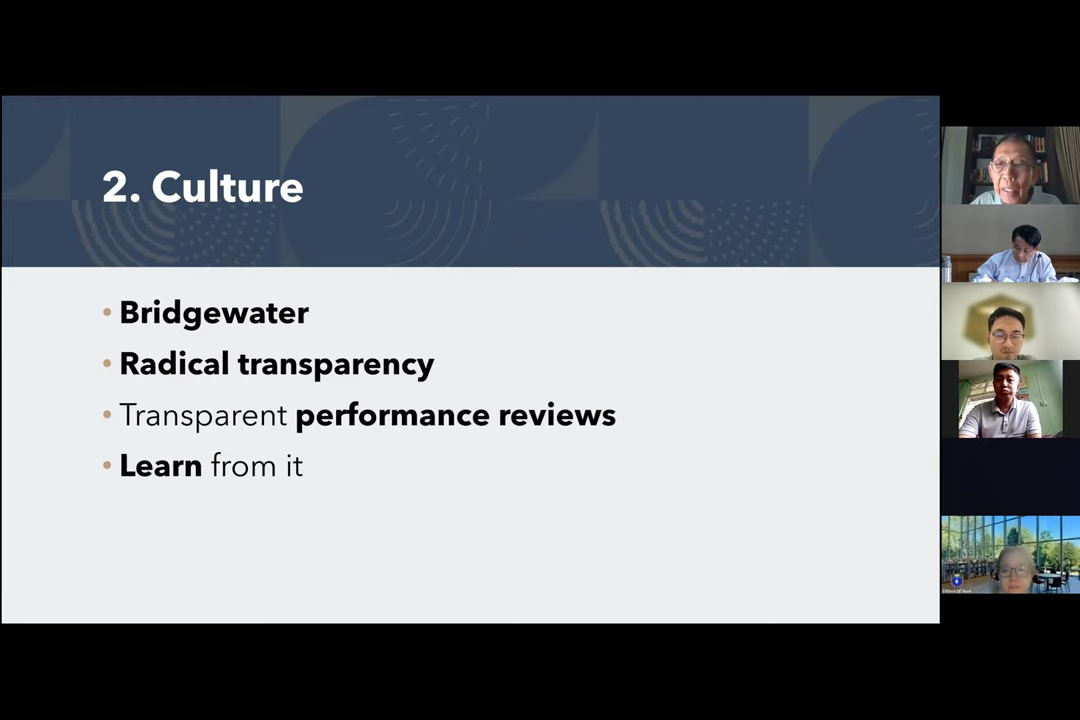 2. Culture
• Bridgewater
• Radical transparency
• Transparent performance reviews
• Learn from it